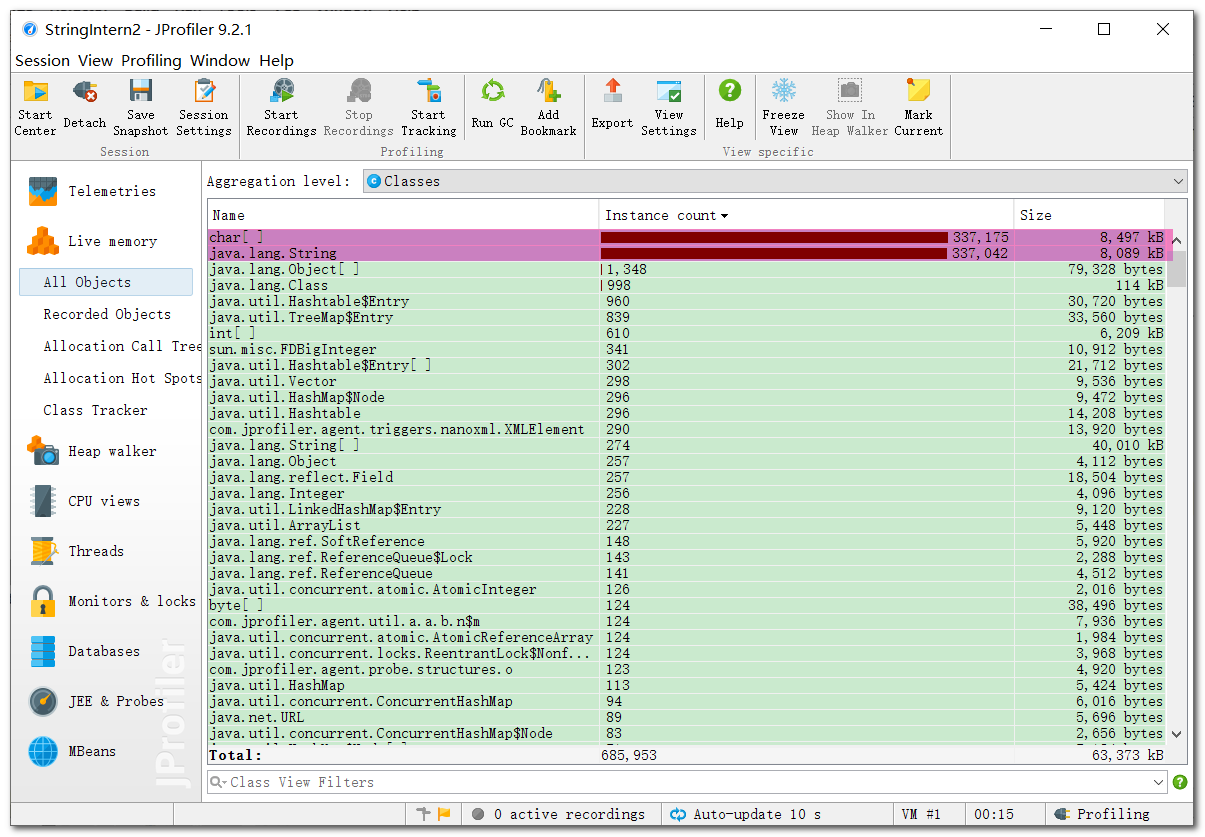 StringIntern2 - JProfiler 9.2.1
Session View Profiling Window Help
Start Center
Detach
Save Snapshot
Session Settings
Start Recordings
Stop Recordings
Start Tracking
Run GC
Add Bookmark
Export
View Settings
Help
Freeze View
Show In Heap Walker
Mark Current
Session
Profiling
View specific
Telemetries
Live memory
All Objects
Recorded Objects
Allocation Call Tree
Allocation Hot Spots
Class Tracker
Heap walker
CPU views
Threads
Monitors & locks
Databases
JEE & Probes
MBeans
JProfiler
Aggregation level: Classes
Name Instance count Size
char[ ] 337,175 8,497 kB
java.lang.String 337,042 8,089 kB
java.lang.Object[ ] 1,348 79,328 bytes
java.lang.Class 998 114 kB
java.util.Hashtable$Entry 960 30,720 bytes
java.util.TreeMap$Entry 839 33,560 bytes
int[ ] 610 6,209 kB
sun.misc.FDBigInteger 341 10,912 bytes
java.util.Hashtable$Entry[ ] 302 21,712 bytes
java.util.Vector 298 9,536 bytes
java.util.HashMap$Node 296 9,472 bytes
java.util.Hashtable 296 14,208 bytes
com.jprofiler.agent.triggers.nanoxml.XMLElement 290 13,920 bytes
java.lang.String[ ] 274 40,010 kB
java.lang.Object 257 4,112 bytes
java.lang.reflect.Field 257 18,504 bytes
java.lang.Integer 256 4,096 bytes
java.util.LinkedHashMap$Entry 228 9,120 bytes
java.util.ArrayList 227 5,448 bytes
java.lang.ref.SoftReference 148 5,920 bytes
java.lang.ref.ReferenceQueue$Lock 143 2,288 bytes
java.lang.ref.ReferenceQueue 141 4,512 bytes
java.util.concurrent.atomic.AtomicInteger 126 2,016 bytes
byte[ ] 124 38,496 bytes
com.jprofiler.agent.util.a.a.b.n$m 124 7,936 bytes
java.util.concurrent.atomic.AtomicReferenceArray 124 1,984 bytes
java.util.concurrent.locks.ReentrantLock$Nonf... 124 3,968 bytes
com.jprofiler.agent.probe.structures.o 123 4,920 bytes
java.util.HashMap 113 5,424 bytes
java.util.concurrent.ConcurrentHashMap 94 6,016 bytes
java.net.URL 89 5,696 bytes
java.util.concurrent.ConcurrentHashMap$Node 83 2,656 bytes
Total: 685,953 63,373 kB
Class View Filters
0 active recordings Auto-update 10 s VM #1 00:15 Profiling